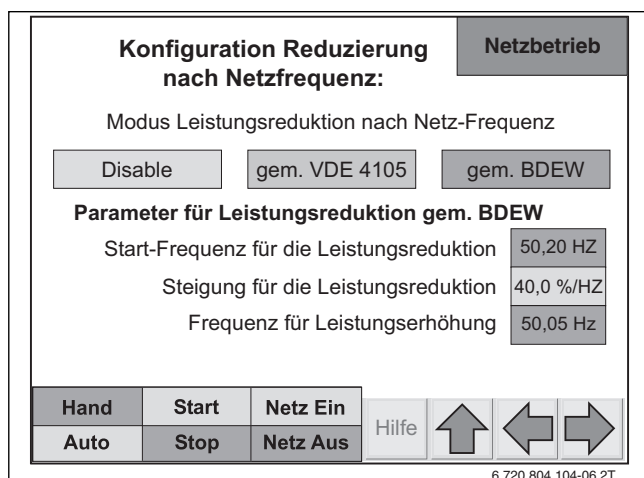 Konfiguration Reduzierung
nach Netzfrequenz:
Netzbetrieb
Modus Leistungsreduktion nach Netz-Frequenz
Disable
gem. VDE 4105
gem. BDEW
Parameter für Leistungsreduktion gem. BDEW
Start-Frequenz für die Leistungsreduktion 50,20 HZ
Steigung für die Leistungsreduktion 40,0 %/HZ
Frequenz für Leistungserhöhung 50,05 Hz
Hand Start Netz Ein
Hilfe
Auto Stop Netz Aus
6 720 804 104-06.2T